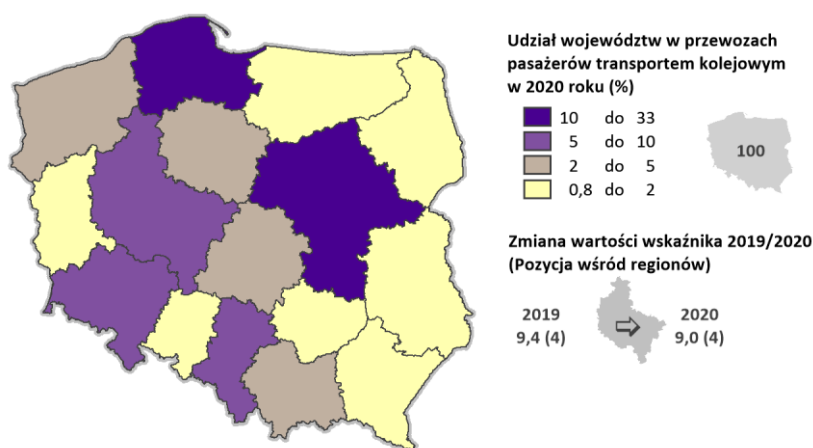 Udział województw w przewozach
pasażerów transportem kolejowym
w 2020 roku (%)
10 do 33
5 do 10
2 do 5
0,8 do 2
100
Zmiana wartości wskaźnika 2019/2020
(Pozycja wśród regionów)
2019
9,4 (4)
2020
9,0 (4)